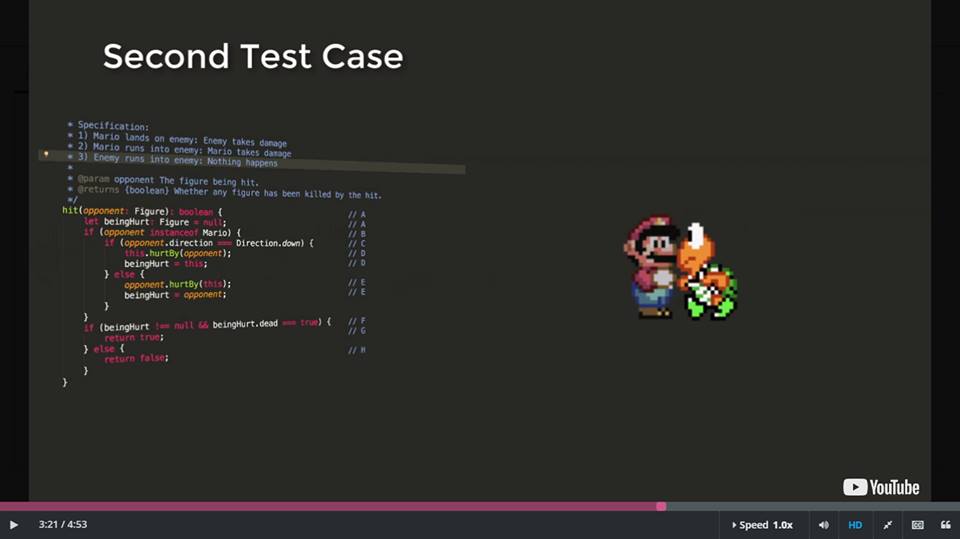 Second Test Case
* Specification:
* 1) Mario lands on enemy: Enemy takes damage
* 2) Mario runs into enemy: Mario takes damage
* 3) Enemy runs into enemy: Nothing happens
*
* @param opponent The figure being hit.
* @returns {boolean} Whether any figure has been killed by the hit.
*/
hit(opponent: Figure): boolean { // A
let beingHurt: Figure = null; // A
if (opponent instanceof Mario) { // B
if (opponent.direction === Direction.down) { // C
this.hurtBy(opponent); // D
beingHurt = this; // D
} else {
opponent.hurtBy(this); // E
beingHurt = opponent; // E
}
}
if (beingHurt !== null && beingHurt.dead === true) { // F
return true; // G
} else {
return false; // H
}
}
YouTube
3:21 / 4:53
Speed 1.0x
HD
CC